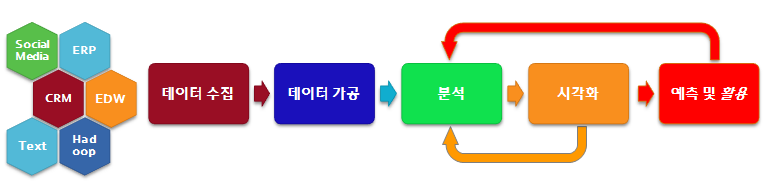 Social
Media
ERP
CRM
EDW
Text
Had
oop
데이터 수집
데이터 가공
분석
시각화
예측 및 활용